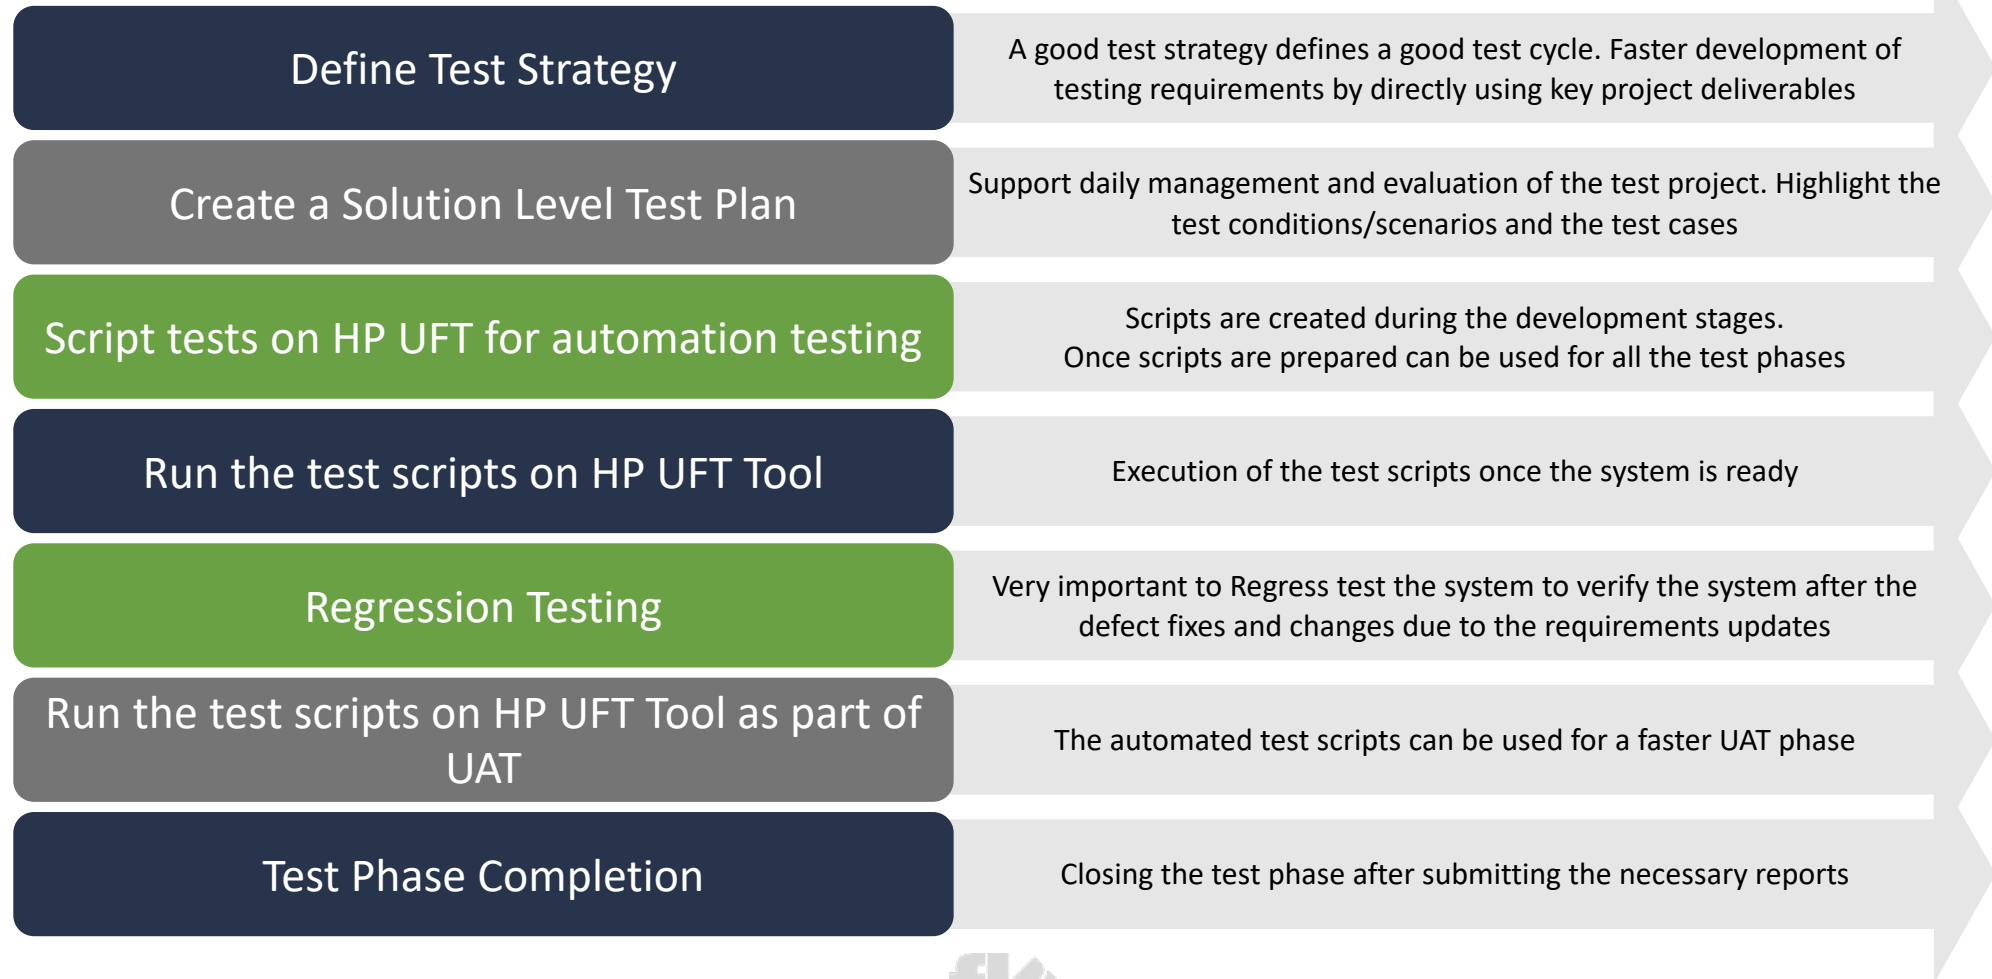 Define Test Strategy
A good test strategy defines a good test cycle. Faster development of
testing requirements by directly using key project deliverables
Create a Solution Level Test Plan
Support daily management and evaluation of the test project. Highlight the
test conditions/scenarios and the test cases
Script tests on HP UFT for automation testing
Scripts are created during the development stages.
Once scripts are prepared can be used for all the test phases
Run the test scripts on HP UFT Tool
Execution of the test scripts once the system is ready
Regression Testing
Very important to Regress test the system to verify the system after the
defect fixes and changes due to the requirements updates
Run the test scripts on HP UFT Tool as part of
UAT
The automated test scripts can be used for a faster UAT phase
Test Phase Completion
Closing the test phase after submitting the necessary reports